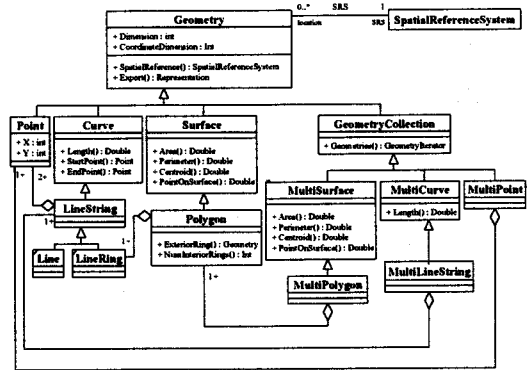 Geometry
+ Dimension : int
+ CoordinateDimension : Int
+ SpatialReference() : SpatialReferenceSystem
+ Export() : Representation
0..* SRS 1
location SRS
SpatialReferenceSystem
Point
+ X : int
+ Y : int
Curve
+ Length() : Double
+ StartPoint() : Point
+ EndPoint() : Point
Surface
+ Area() : Double
+ Perimeter() : Double
+ Centroid() : Double
+ PointOnSurface() : Double
GeometryCollection
+ Geometries() : GeometryIterator
1+
2+
LineString
1+
Line
LineRing
1+
Polygon
+ ExteriorRing() : Geometry
+ NumInteriorRings() : Int
1+
MultiSurface
+ Area() : Double
+ Perimeter() : Double
+ Centroid() : Double
+ PointOnSurface() : Double
MultiCurve
+ Length() : Double
MultiPoint
MultiPolygon
MultiLineString